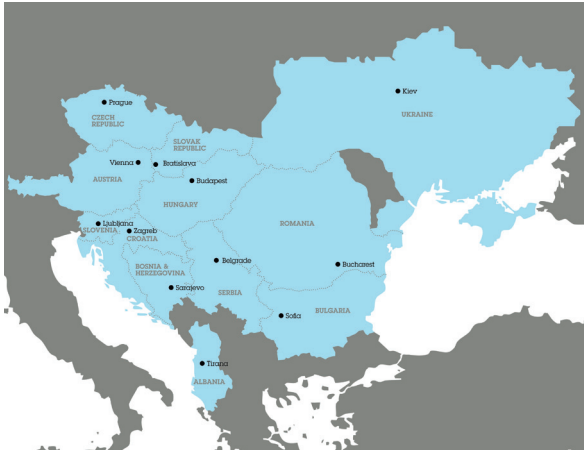 Kiev
UKRAINE
Prague
CZECH
REPUBLIC
SLOVAK
REPUBLIC
Vienna
Bratislava
AUSTRIA
Budapest
HUNGARY
Ljubljana
SLOVENIA
Zagreb
CROATIA
ROMANIA
BOSNIA &
HERZEGOVINA
Belgrade
Bucharest
Sarajevo
SERBIA
Sofia
BULGARIA
Tirana
ALBANIA